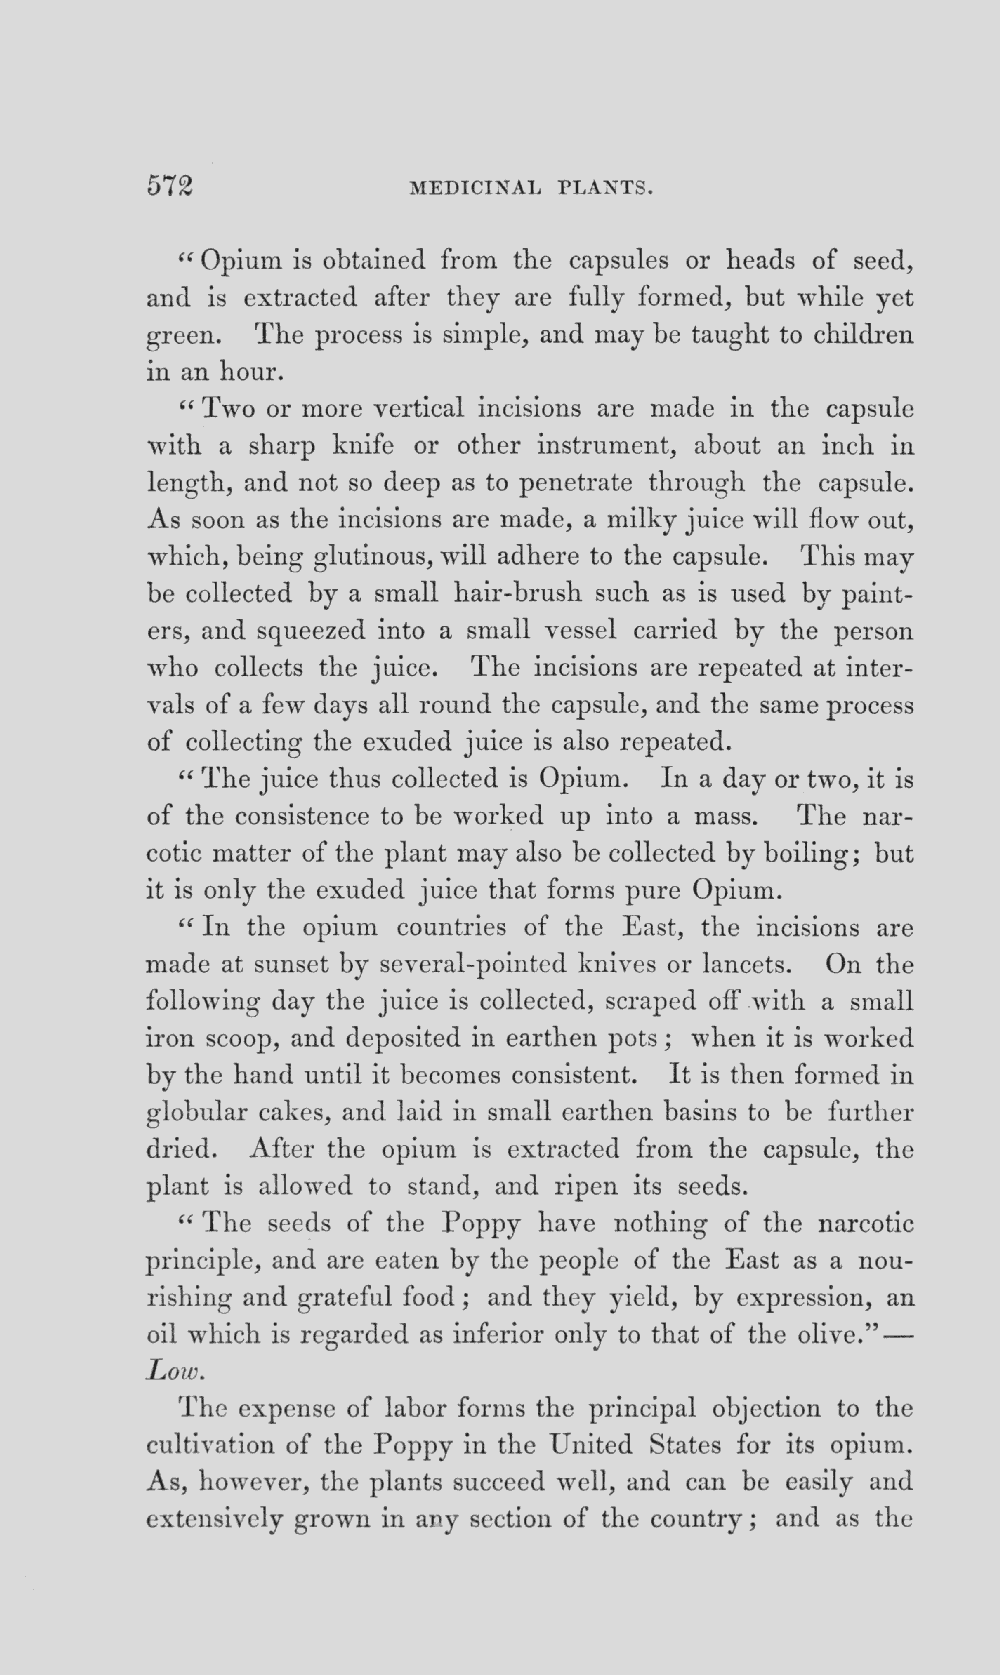 572 MEDICINAL PLANTS.
“Opium is obtained from the capsules or heads of seed,
and is extracted after they are fully formed, but while yet
green. The process is simple, and may be taught to children
in an hour.
“Two or more vertical incisions are made in the capsule
with a sharp knife or other instrument, about an inch in
length, and not so deep as to penetrate through the capsule.
As soon as the incisions are made, a milky juice will flow out,
which, being glutinous, will adhere to the capsule. This may
be collected by a small hair-brush such as is used by paint-
ers, and squeezed into a small vessel carried by the person
who collects the juice. The incisions are repeated at inter-
vals of a few days all round the capsule, and the same process
of collecting the exuded juice is also repeated.
“The juice thus collected is Opium. In a day or two, it is
of the consistence to be worked up into a mass. The nar-
cotic matter of the plant may also be collected by boiling; but
it is only the exuded juice that forms pure Opium.
“In the opium countries of the East, the incisions are
made at sunset by several-pointed knives or lancets. On the
following day the juice is collected, scraped off with a small
iron scoop, and deposited in earthen pots; when it is worked
by the hand until it becomes consistent. It is then formed in
globular cakes, and laid in small earthen basins to be further
dried. After the opium is extracted from the capsule, the
plant is allowed to stand, and ripen its seeds.
“The seeds of the Poppy have nothing of the narcotic
principle, and are eaten by the people of the East as a nou-
rishing and grateful food; and they yield, by expression, an
oil which is regarded as inferior only to that of the olive.”—
Low.
The expense of labor forms the principal objection to the
cultivation of the Poppy in the United States for its opium.
As, however, the plants succeed well, and can be easily and
extensively grown in any section of the country; and as the